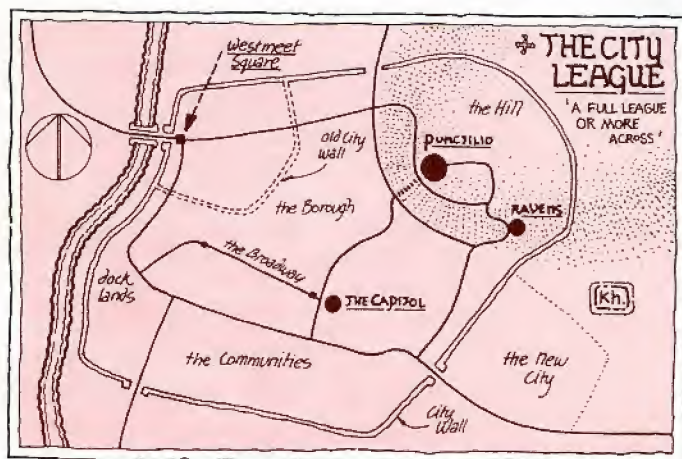 Westmeet
Square
THE CITY
LEAGUE
'A FULL LEAGUE
OR MORE
ACROSS'
the Hill
PUNCTILIO
Old City
Wall
the Borough
RAVENS
the Broadway
dock
lands
THE CAPITOL
Kh.
the Communities
the New
City
City
Wall